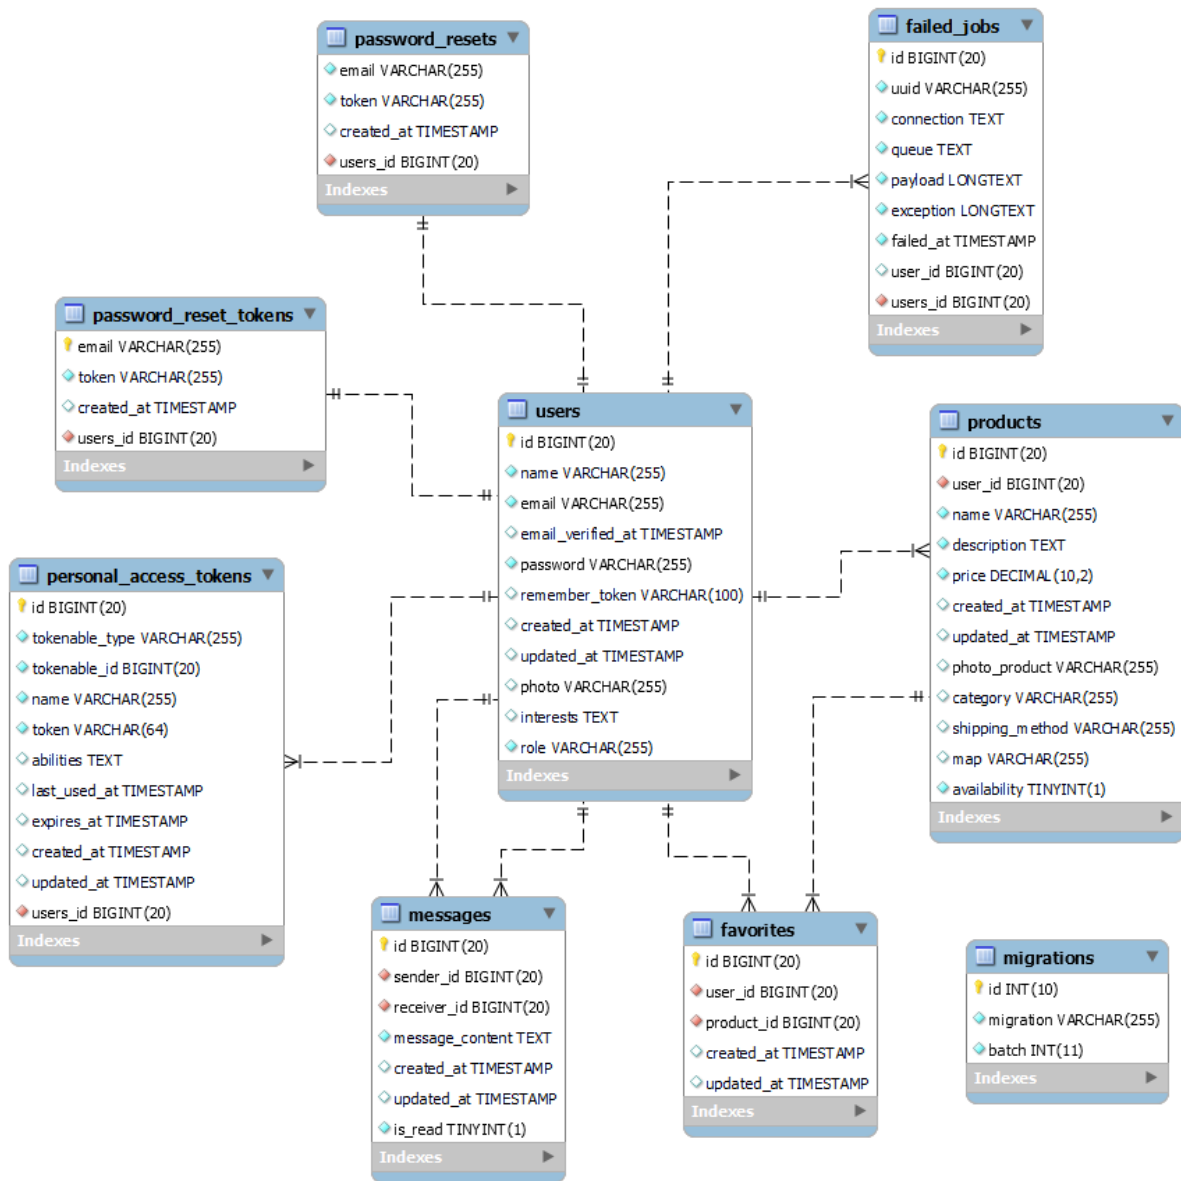 password_resets
email VARCHAR(255)
token VARCHAR(255)
created_at TIMESTAMP
users_id BIGINT(20)
Indexes
failed_jobs
id BIGINT(20)
uuid VARCHAR(255)
connection TEXT
queue TEXT
payload LONGTEXT
exception LONGTEXT
failed_at TIMESTAMP
user_id BIGINT(20)
users_id BIGINT(20)
Indexes
password_reset_tokens
email VARCHAR(255)
token VARCHAR(255)
created_at TIMESTAMP
users_id BIGINT(20)
Indexes
users
id BIGINT(20)
name VARCHAR(255)
email VARCHAR(255)
email_verified_at TIMESTAMP
password VARCHAR(255)
remember_token VARCHAR(100)
created_at TIMESTAMP
updated_at TIMESTAMP
photo VARCHAR(255)
interests TEXT
role VARCHAR(255)
Indexes
products
id BIGINT(20)
user_id BIGINT(20)
name VARCHAR(255)
description TEXT
price DECIMAL(10,2)
created_at TIMESTAMP
updated_at TIMESTAMP
photo_product VARCHAR(255)
category VARCHAR(255)
shipping_method VARCHAR(255)
map VARCHAR(255)
availability TINYINT(1)
Indexes
personal_access_tokens
id BIGINT(20)
tokenable_type VARCHAR(255)
tokenable_id BIGINT(20)
name VARCHAR(255)
token VARCHAR(64)
abilities TEXT
last_used_at TIMESTAMP
expires_at TIMESTAMP
created_at TIMESTAMP
updated_at TIMESTAMP
users_id BIGINT(20)
Indexes
messages
id BIGINT(20)
sender_id BIGINT(20)
receiver_id BIGINT(20)
message_content TEXT
created_at TIMESTAMP
updated_at TIMESTAMP
is_read TINYINT(1)
Indexes
favorites
id BIGINT(20)
user_id BIGINT(20)
product_id BIGINT(20)
created_at TIMESTAMP
updated_at TIMESTAMP
Indexes
migrations
id INT(10)
migration VARCHAR(255)
batch INT(11)
Indexes